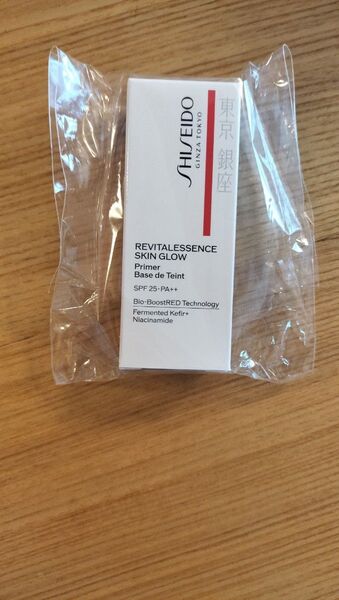 SHISEIDO
GINZA TOKYO
東京 銀座
REVITALESSENCE
SKIN GLOW
Primer
Base de Teint
SPF 25・PA++
Bio-BoostRED Technology
Fermented Kefir+
Niacinamide